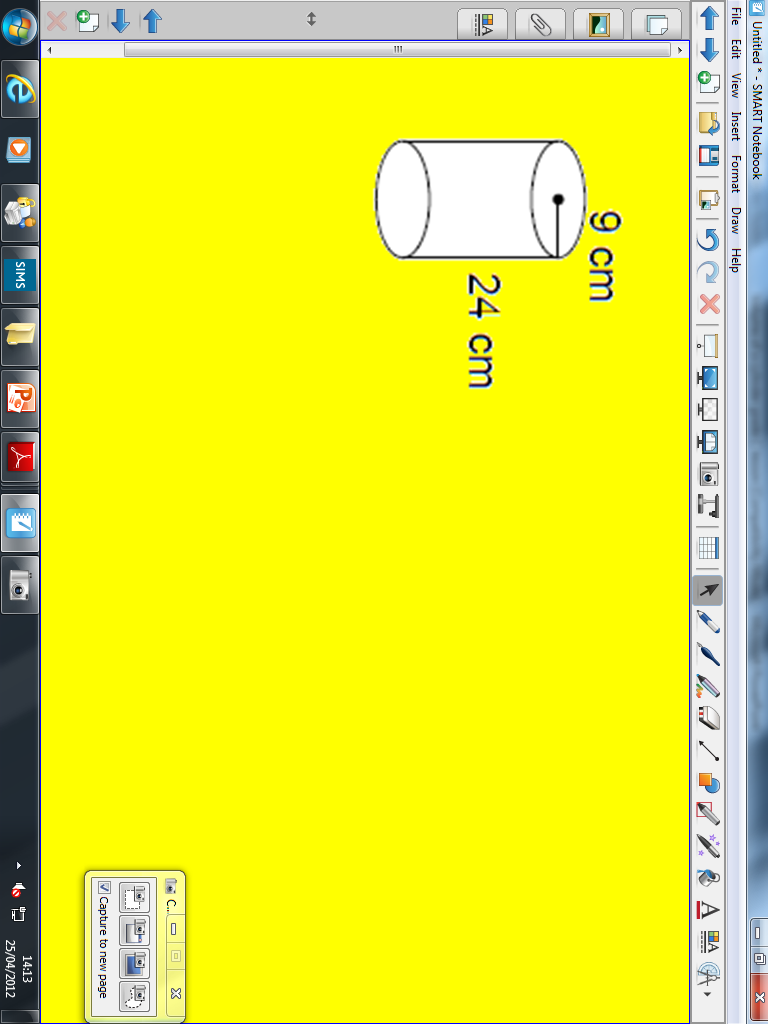 Untitled * - SMART Notebook
File Edit View Insert Format Draw Help
9 cm
24 cm
C...
Capture to new page
SIMS
14:13
25/04/2012